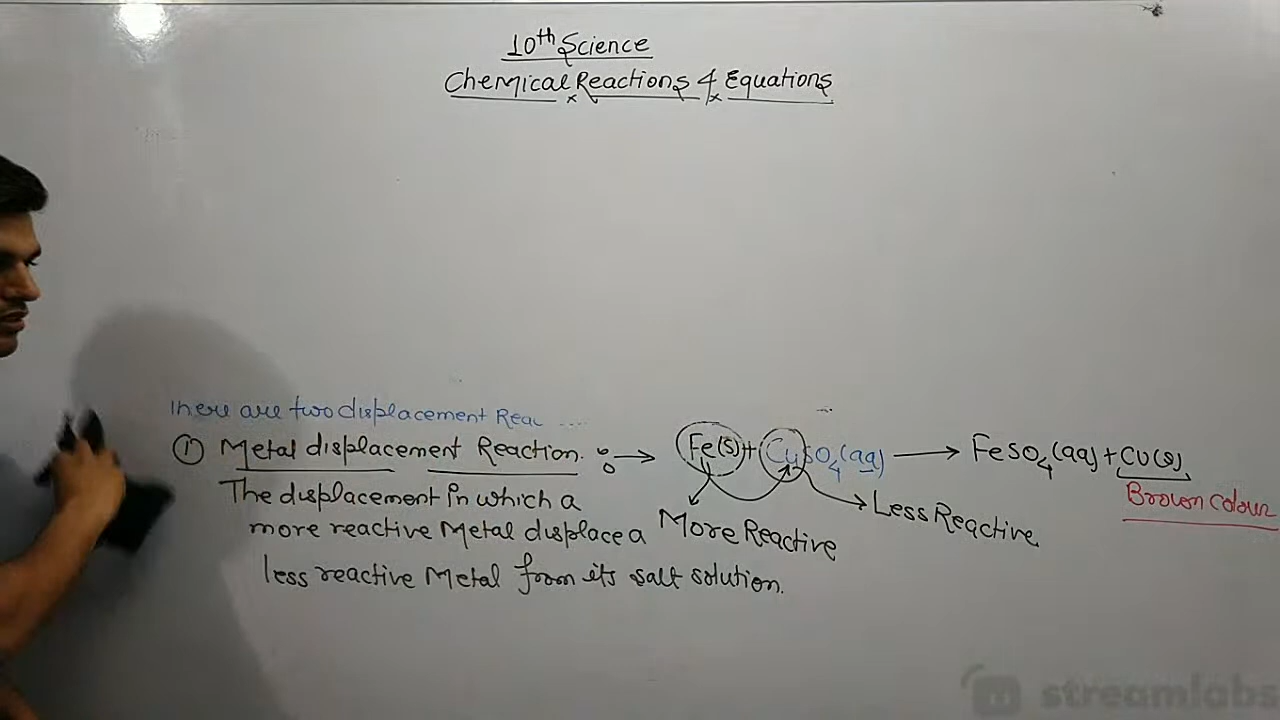 10th Science
Chemical Reactions & Equations
There are two displacement Reac ....
① Metal displacement Reaction :→ Fe(s) + CuSO4(aq) → FeSO4(aq) + Cu(s)
Brown colour
The displacement in which a
more reactive Metal displace a
More Reactive
Less Reactive
less reactive Metal from its salt solution.
streamlabs